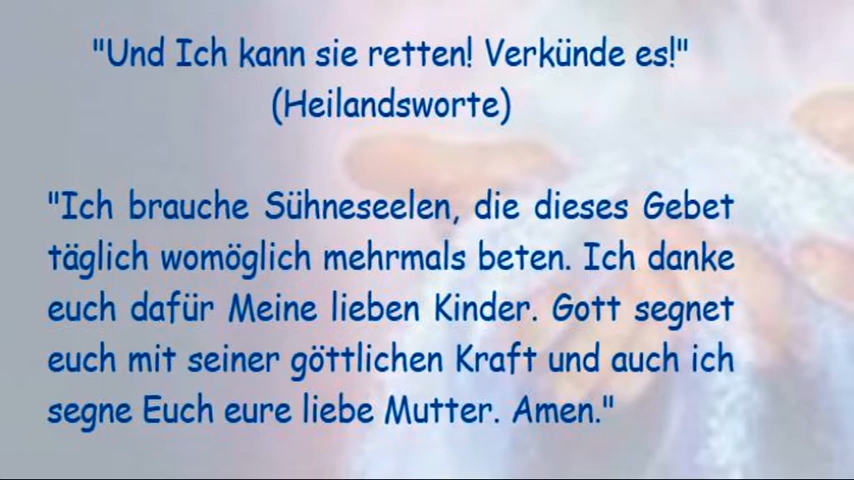 "Und Ich kann sie retten! Verkünde es!"
(Heilandsworte)
"Ich brauche Sühneseelen, die dieses Gebet
täglich womöglich mehrmals beten. Ich danke
euch dafür Meine lieben Kinder. Gott segnet
euch mit seiner göttlichen Kraft und auch ich
segne Euch eure liebe Mutter. Amen."